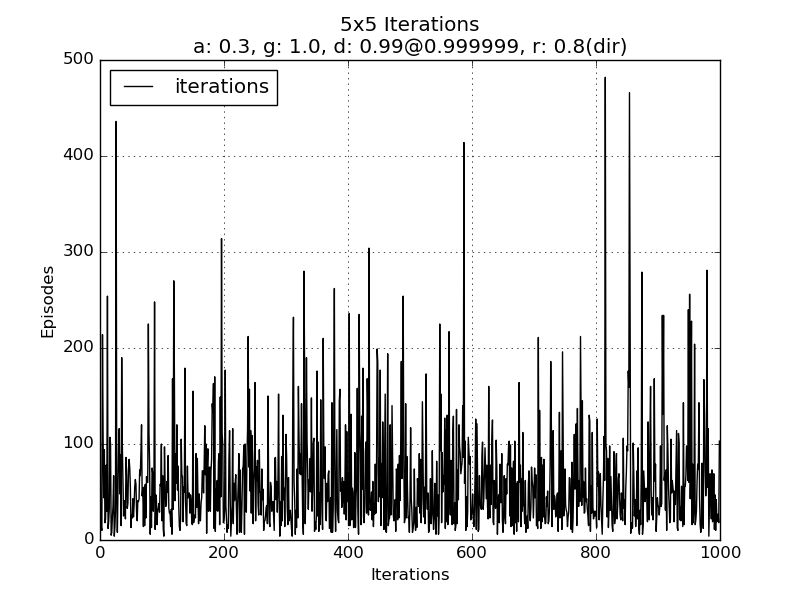 5x5 Iterations
a: 0.3, g: 1.0, d: 0.99@0.999999, r: 0.8(dir)
500
iterations
400
300
200
100
0
Episodes
0 200 400 600 800 1000
Iterations